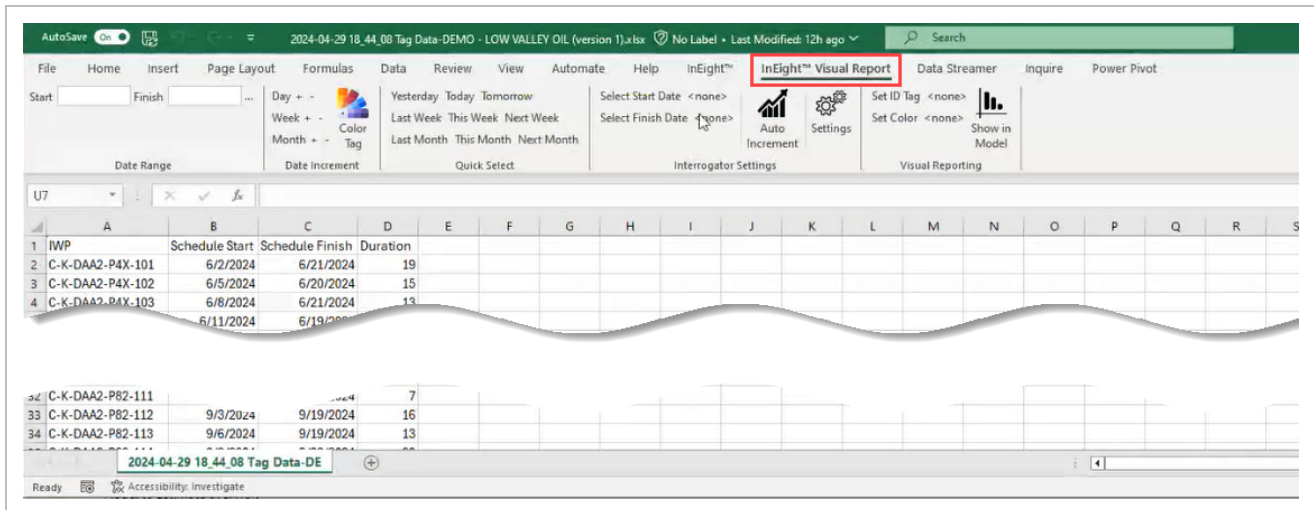 AutoSave On 2024-04-29 18_44_08 Tag Data-DEMO - LOW VALLEY OIL (version 1).xlsx No Label • Last Modified: 12h ago Search
File Home Insert Page Layout Formulas Data Review View Automate Help InEight™ InEight™ Visual Report Data Streamer Inquire Power Pivot
Start Finish ... Day + - Yesterday Today Tomorrow Select Start Date <none> Set ID Tag <none>
Week + - Last Week This Week Next Week Select Finish Date <none> Set Color <none>
Month + - Last Month This Month Next Month
Color Tag Auto Increment Settings Show in Model
Date Range Date Increment Quick Select Interrogator Settings Visual Reporting
U7 fx
A B C D E F G H I J K L M N O P Q R S
1 IWP Schedule Start Schedule Finish Duration
2 C-K-DAA2-P4X-101 6/2/2024 6/21/2024 19
3 C-K-DAA2-P4X-102 6/5/2024 6/20/2024 15
4 C-K-DAA2-P4X-103 6/8/2024 6/21/2024 13
6/11/2024
32 C-K-DAA2-P82-111 7
33 C-K-DAA2-P82-112 9/3/2024 9/19/2024 16
34 C-K-DAA2-P82-113 9/6/2024 9/19/2024 13
2024-04-29 18_44_08 Tag Data-DE
Ready Accessibility: Investigate